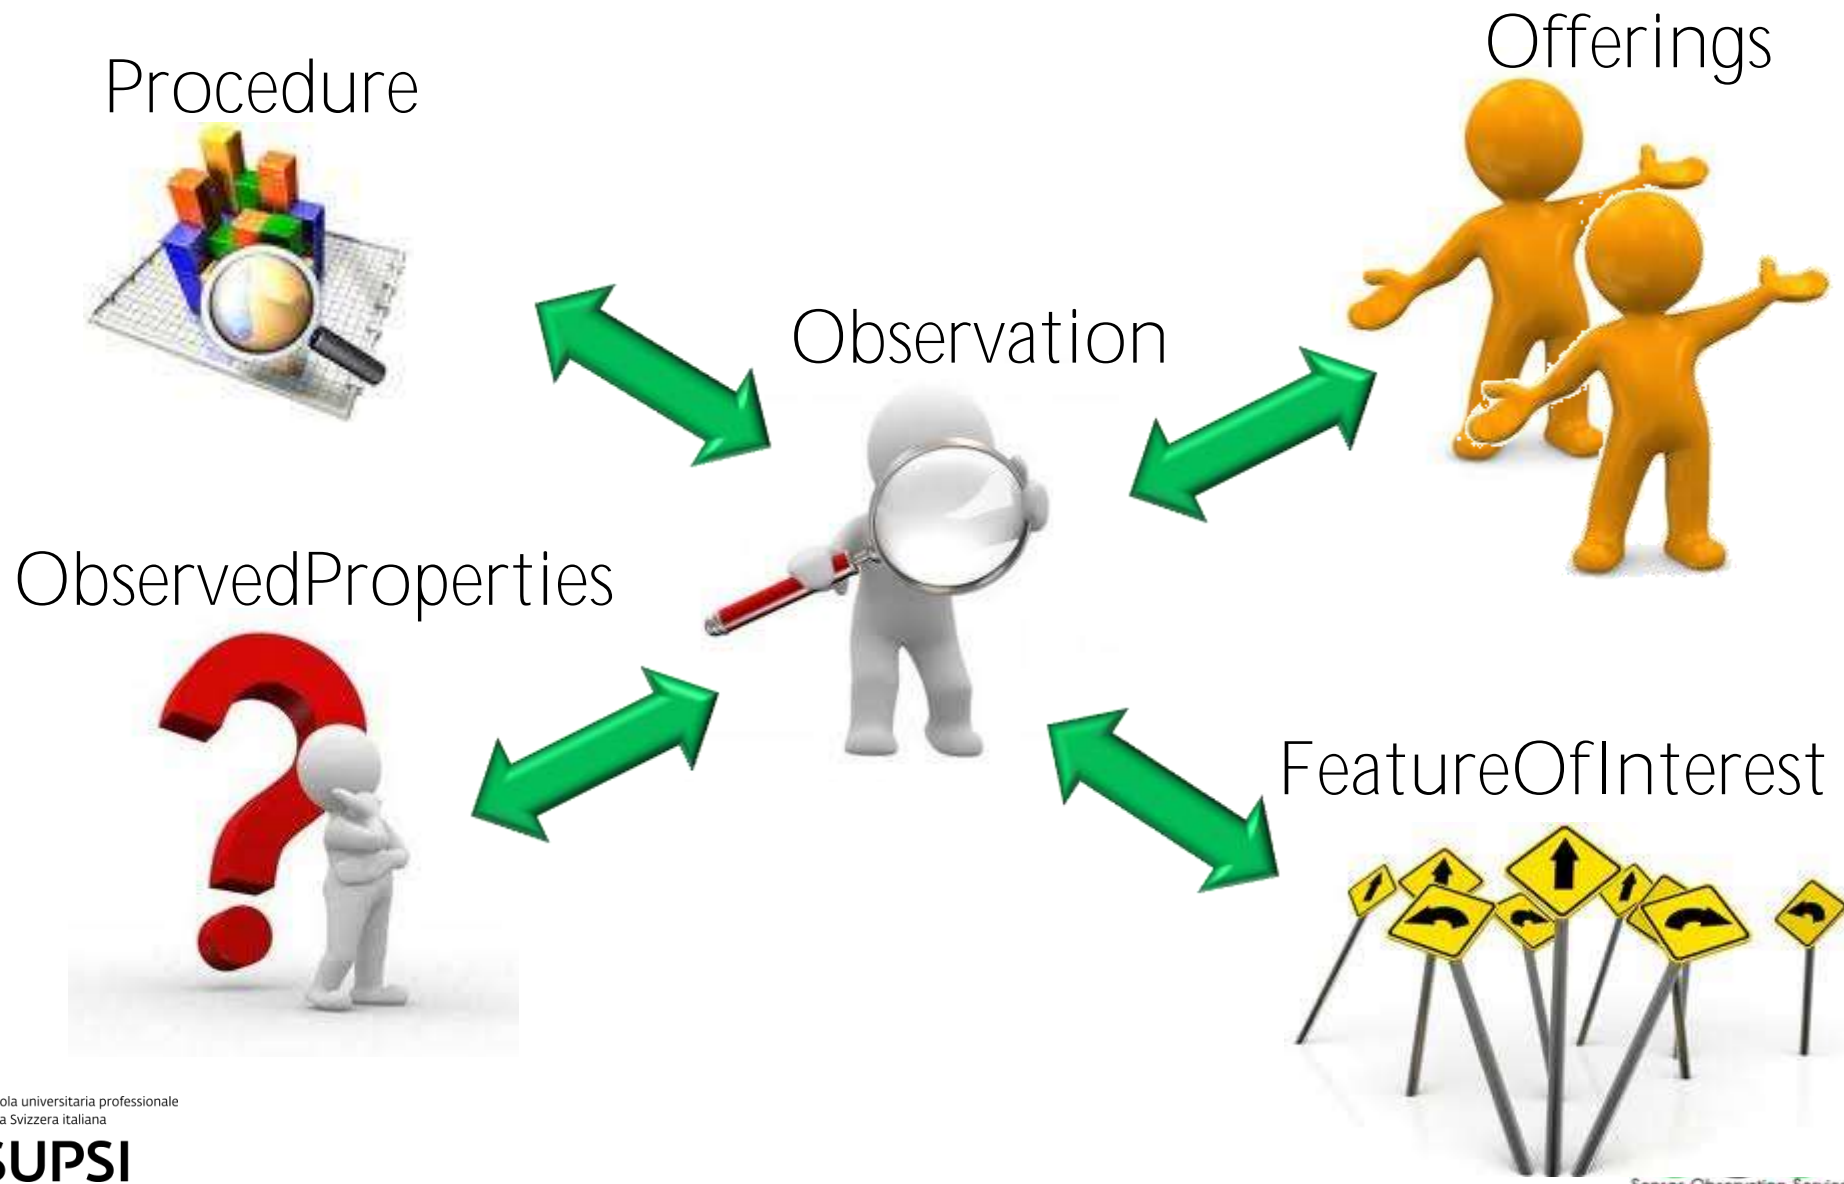 Procedure
Offerings
Observation
ObservedProperties
FeatureOfInterest
ola universitaria professionale
a Svizzera italiana
SUPSI